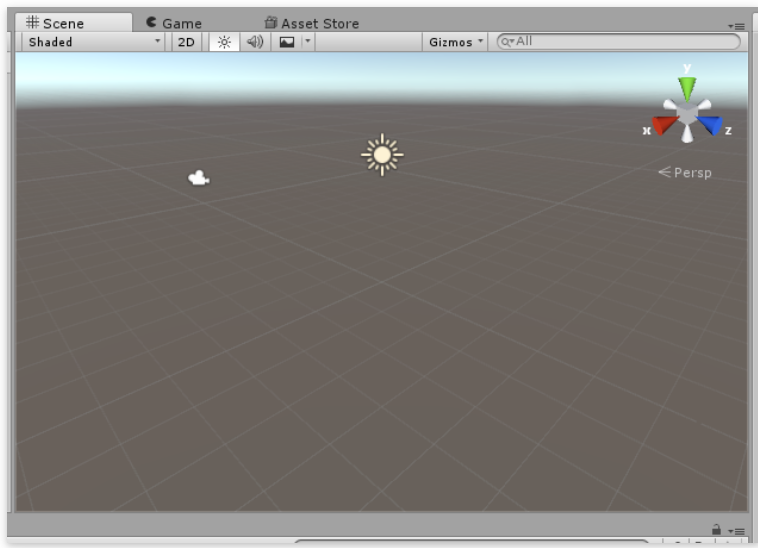 Scene Game Asset Store
Shaded 2D Gizmos All
y
x z
Persp